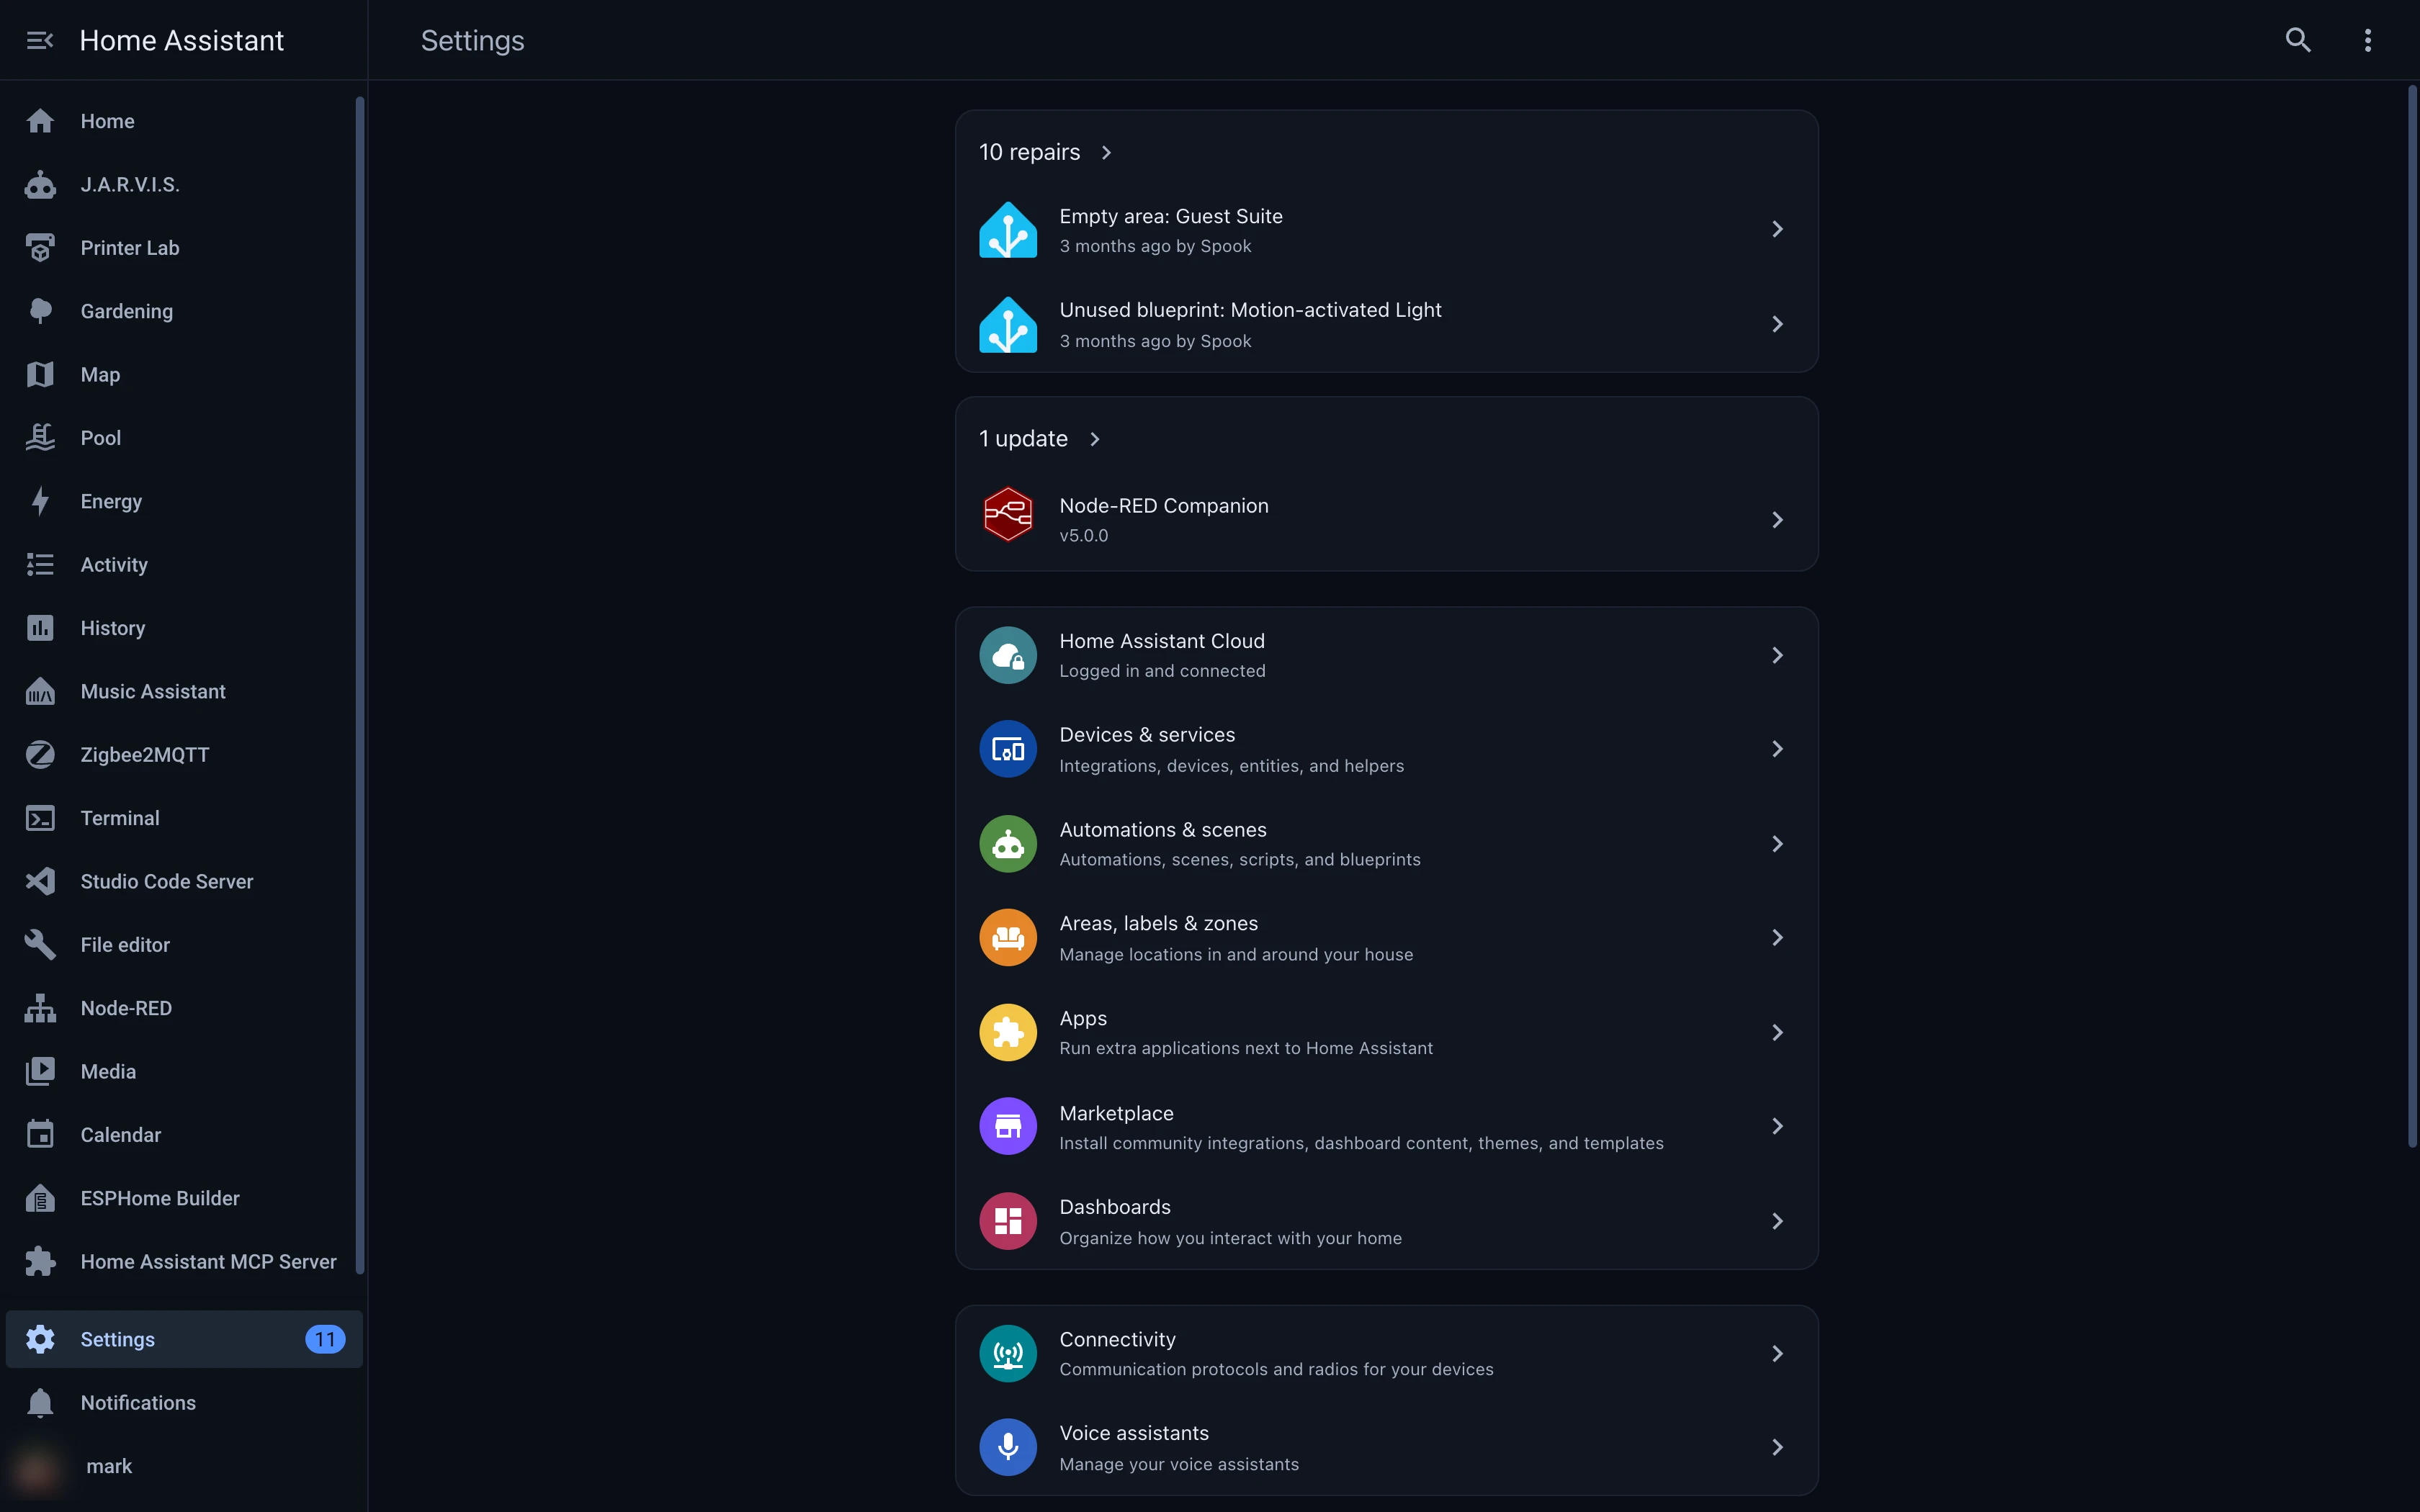 Home Assistant
Settings
Home
J.A.R.V.I.S.
Printer Lab
Gardening
Map
Pool
Energy
Activity
History
Music Assistant
Zigbee2MQTT
Terminal
Studio Code Server
File editor
Node-RED
Media
Calendar
ESPHome Builder
Home Assistant MCP Server
Settings 11
Notifications
mark
10 repairs
Empty area: Guest Suite
3 months ago by Spook
Unused blueprint: Motion-activated Light
3 months ago by Spook
1 update
Node-RED Companion
v5.0.0
Home Assistant Cloud
Logged in and connected
Devices & services
Integrations, devices, entities, and helpers
Automations & scenes
Automations, scenes, scripts, and blueprints
Areas, labels & zones
Manage locations in and around your house
Apps
Run extra applications next to Home Assistant
Marketplace
Install community integrations, dashboard content, themes, and templates
Dashboards
Organize how you interact with your home
Connectivity
Communication protocols and radios for your devices
Voice assistants
Manage your voice assistants